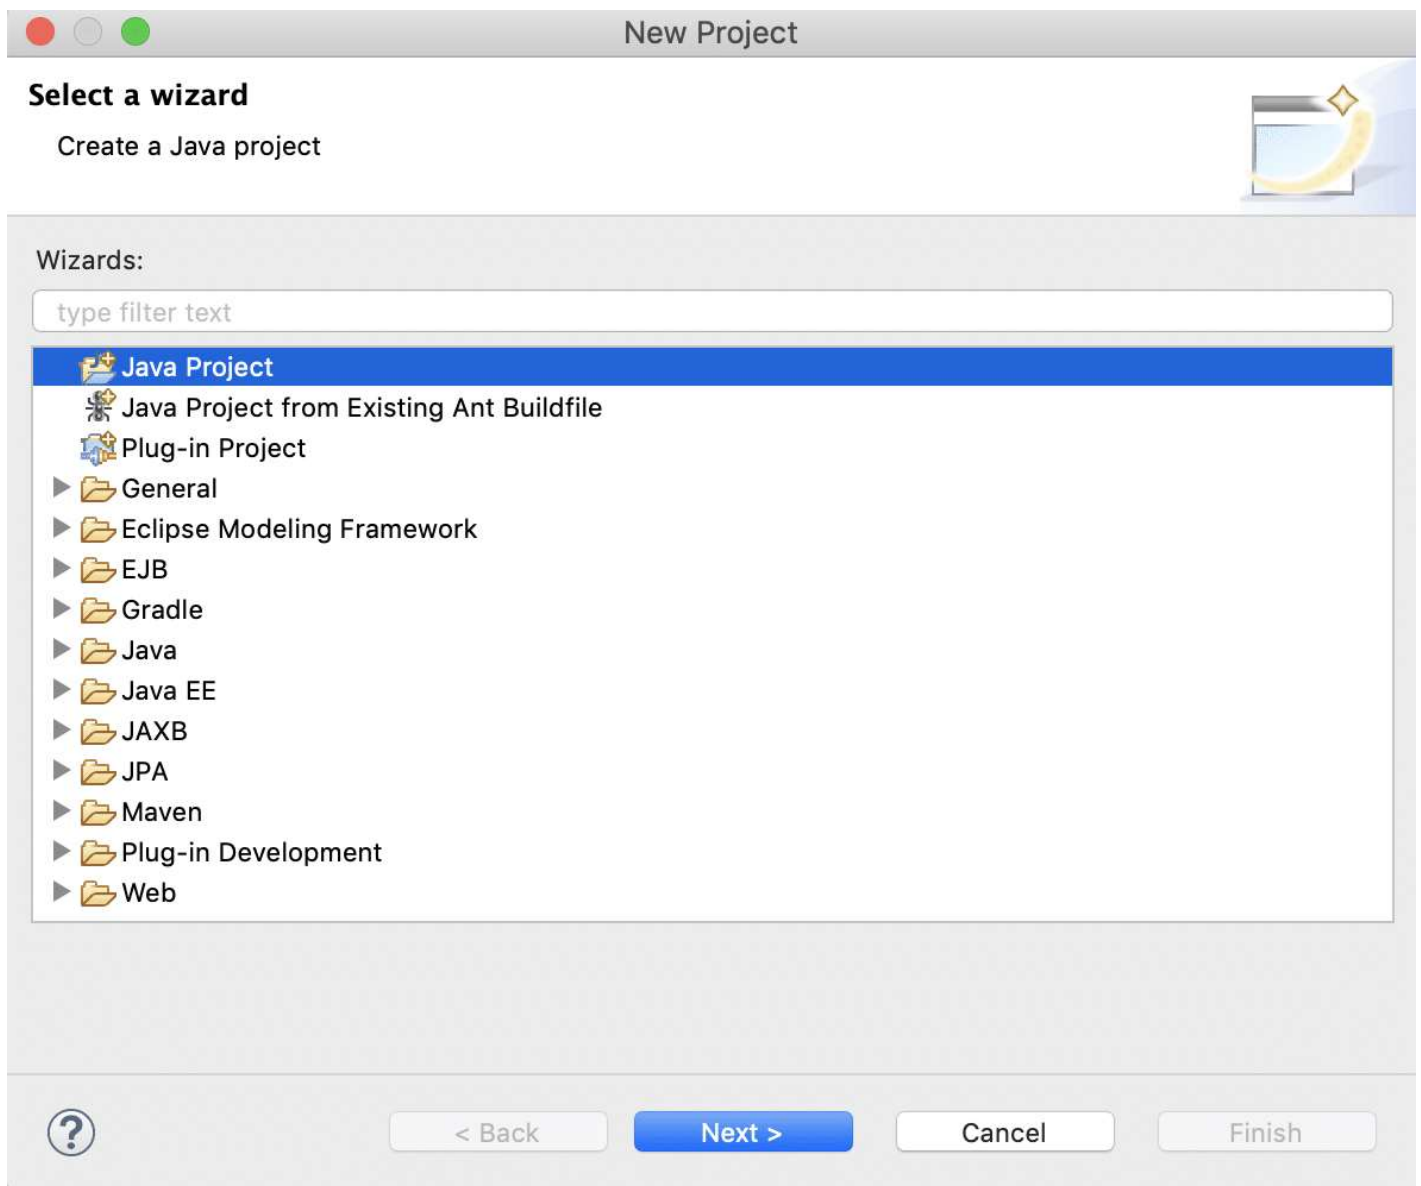 New Project
Select a wizard
Create a Java project
Wizards:
type filter text
Java Project
Java Project from Existing Ant Buildfile
Plug-in Project
General
Eclipse Modeling Framework
EJB
Gradle
Java
Java EE
JAXB
JPA
Maven
Plug-in Development
Web
? < Back Next > Cancel Finish